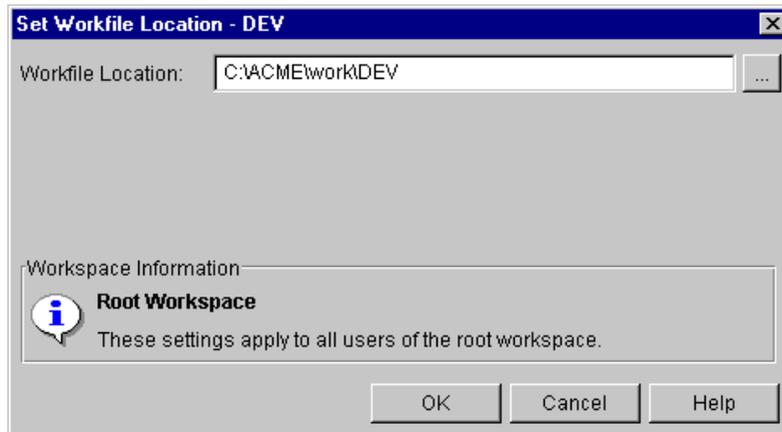 Set Workfile Location - DEV
Workfile Location: C:\ACME\work\DEV ...
Workspace Information
Root Workspace
These settings apply to all users of the root workspace.
OK Cancel Help